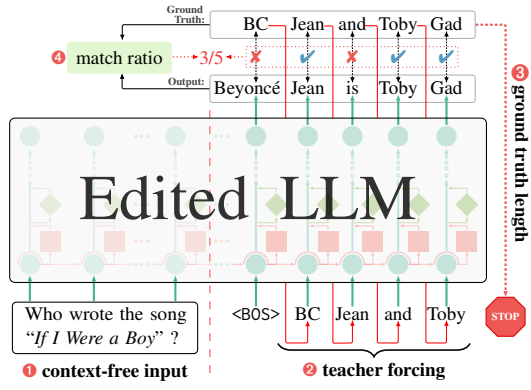 Ground
Truth:
BC Jean and Toby Gad
❹ match ratio
3/5 ✘ ✔ ✘ ✔ ✔
Output:
Beyoncé Jean is Toby Gad
❸ ground truth length
Edited LLM
Who wrote the song
“If I Were a Boy” ?
<BOS> BC Jean and Toby
STOP
❶ context-free input
❷ teacher forcing